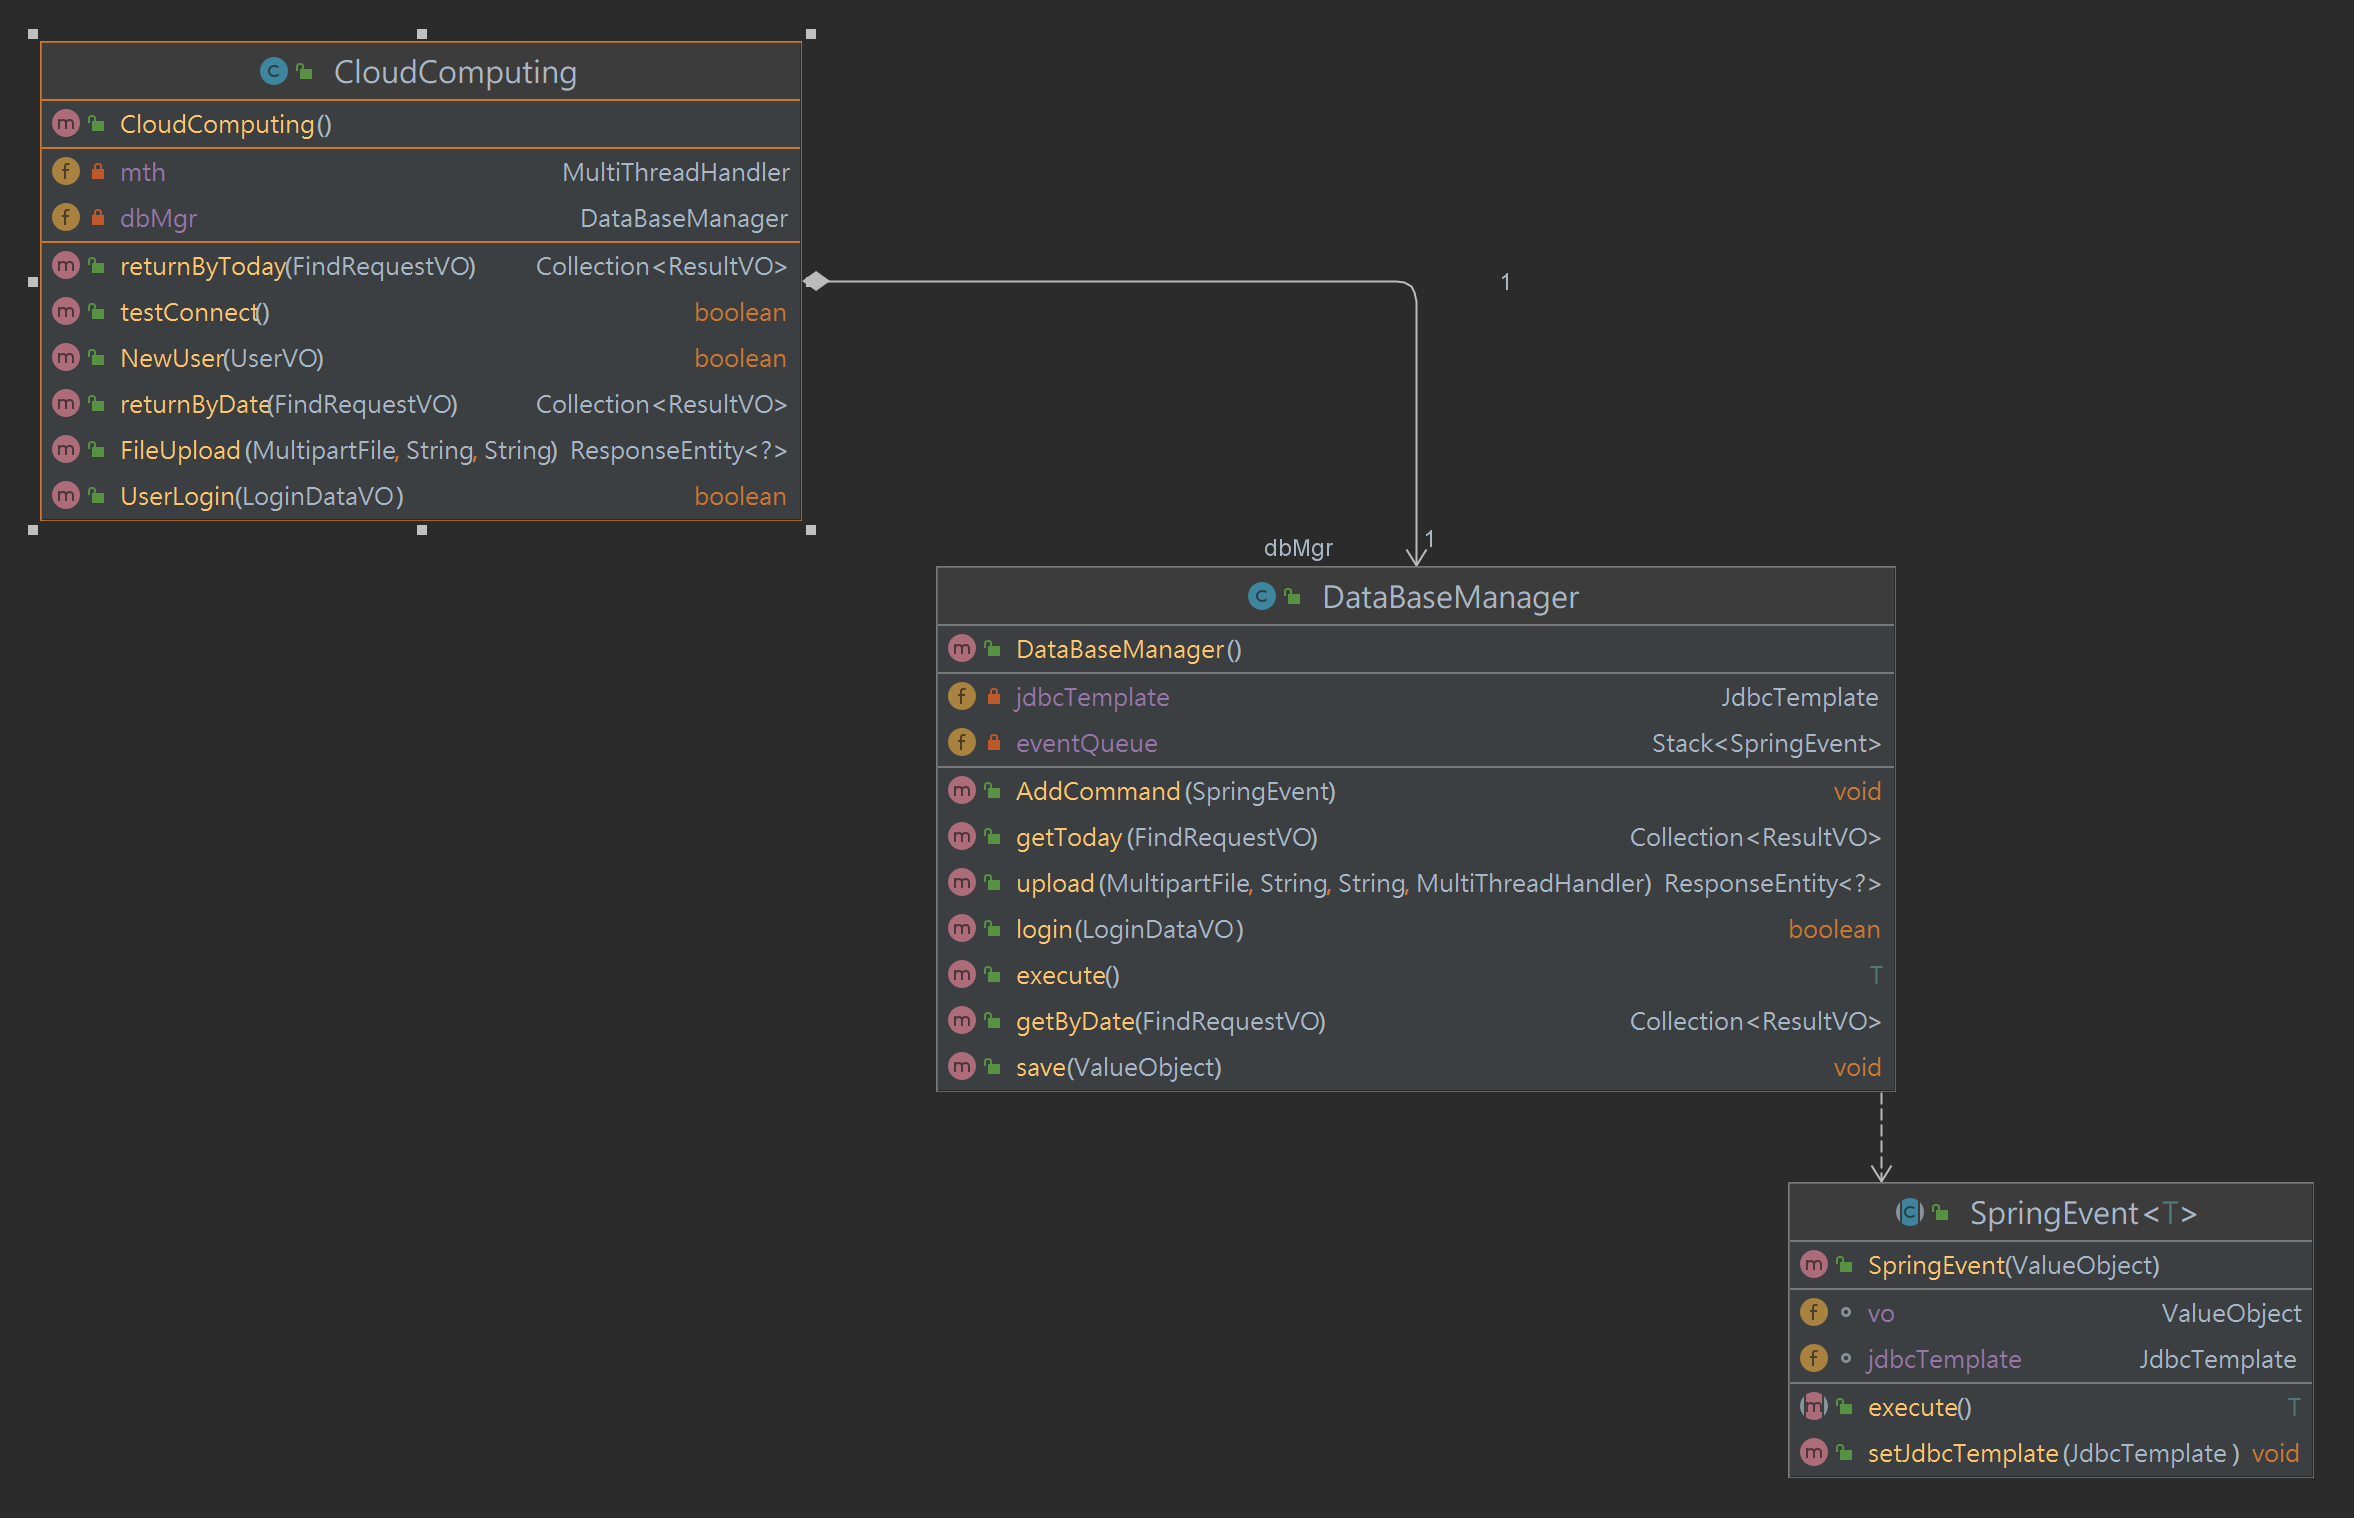 CloudComputing
CloudComputing()
mth MultiThreadHandler
dbMgr DataBaseManager
returnByToday(FindRequestVO) Collection<ResultVO>
testConnect() boolean
NewUser(UserVO) boolean
returnByDate(FindRequestVO) Collection<ResultVO>
FileUpload(MultipartFile, String, String) ResponseEntity<?>
UserLogin(LoginDataVO) boolean
1
dbMgr
1
DataBaseManager
DataBaseManager()
jdbcTemplate JdbcTemplate
eventQueue Stack<SpringEvent>
AddCommand(SpringEvent) void
getToday(FindRequestVO) Collection<ResultVO>
upload(MultipartFile, String, String, MultiThreadHandler) ResponseEntity<?>
login(LoginDataVO) boolean
execute() T
getByDate(FindRequestVO) Collection<ResultVO>
save(ValueObject) void
SpringEvent<T>
SpringEvent(ValueObject)
vo ValueObject
jdbcTemplate JdbcTemplate
execute() T
setJdbcTemplate(JdbcTemplate) void